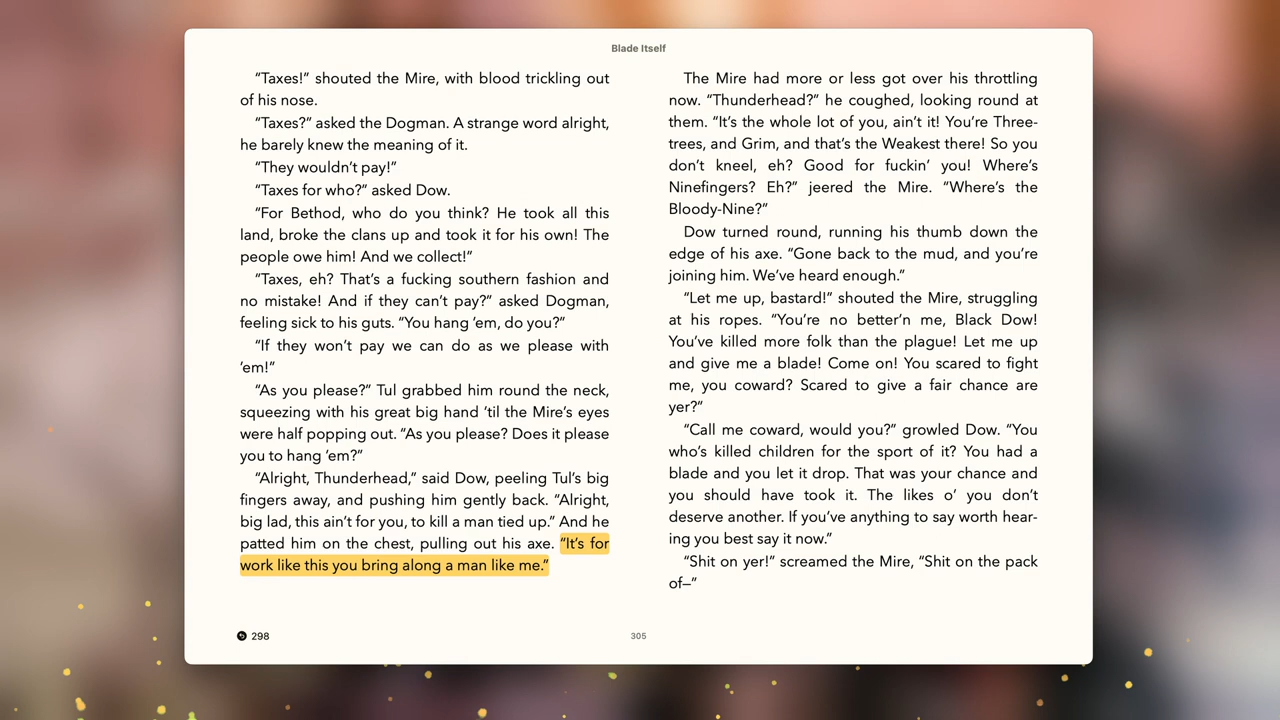 Blade Itself
“Taxes!” shouted the Mire, with blood trickling out
of his nose.
“Taxes?” asked the Dogman. A strange word alright,
he barely knew the meaning of it.
“They wouldn’t pay!”
“Taxes for who?” asked Dow.
“For Bethod, who do you think? He took all this
land, broke the clans up and took it for his own! The
people owe him! And we collect!”
“Taxes, eh? That’s a fucking southern fashion and
no mistake! And if they can’t pay?” asked Dogman,
feeling sick to his guts. “You hang ’em, do you?”
“If they won’t pay we can do as we please with
’em!”
“As you please?” Tul grabbed him round the neck,
squeezing with his great big hand ‘til the Mire’s eyes
were half popping out. “As you please? Does it please
you to hang ’em?”
“Alright, Thunderhead,” said Dow, peeling Tul’s big
fingers away, and pushing him gently back. “Alright,
big lad, this ain’t for you, to kill a man tied up.” And he
patted him on the chest, pulling out his axe. “It’s for
work like this you bring along a man like me.”
298
The Mire had more or less got over his throttling
now. “Thunderhead?” he coughed, looking round at
them. “It’s the whole lot of you, ain’t it! You’re Three-
trees, and Grim, and that’s the Weakest there! So you
don’t kneel, eh? Good for fuckin’ you! Where’s
Ninefingers? Eh?” jeered the Mire. “Where’s the
Bloody-Nine?”
Dow turned round, running his thumb down the
edge of his axe. “Gone back to the mud, and you’re
joining him. We’ve heard enough.”
“Let me up, bastard!” shouted the Mire, struggling
at his ropes. “You’re no better’n me, Black Dow!
You’ve killed more folk than the plague! Let me up
and give me a blade! Come on! You scared to fight
me, you coward? Scared to give a fair chance are
yer?”
“Call me coward, would you?” growled Dow. “You
who’s killed children for the sport of it? You had a
blade and you let it drop. That was your chance and
you should have took it. The likes o’ you don’t
deserve another. If you’ve anything to say worth hear-
ing you best say it now.”
“Shit on yer!” screamed the Mire, “Shit on the pack
of—”
305